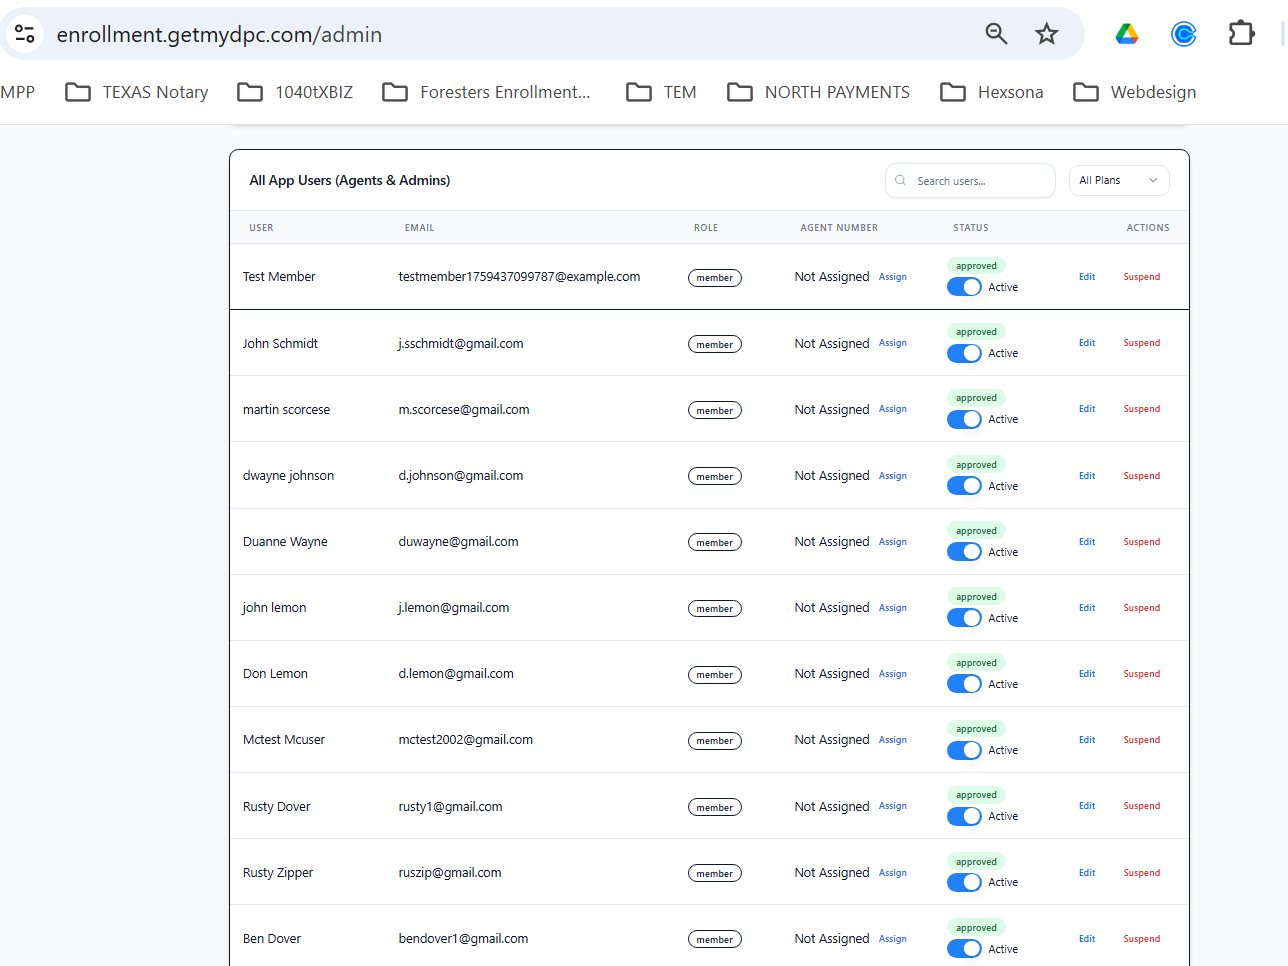 enrollment.getmydpc.com/admin
MPP TEXAS Notary 1040tXBIZ Foresters Enrollment... TEM NORTH PAYMENTS Hexsona Webdesign
All App Users (Agents & Admins) Search users... All Plans
USER EMAIL ROLE AGENT NUMBER STATUS ACTIONS
Test Member testmember1759437099787@example.com member Not Assigned Assign approved Active Edit Suspend
John Schmidt j.sschmidt@gmail.com member Not Assigned Assign approved Active Edit Suspend
martin scorcese m.scorcese@gmail.com member Not Assigned Assign approved Active Edit Suspend
dwayne johnson d.johnson@gmail.com member Not Assigned Assign approved Active Edit Suspend
Duanne Wayne duwayne@gmail.com member Not Assigned Assign approved Active Edit Suspend
john lemon j.lemon@gmail.com member Not Assigned Assign approved Active Edit Suspend
Don Lemon d.lemon@gmail.com member Not Assigned Assign approved Active Edit Suspend
Mctest Mcuser mctest2002@gmail.com member Not Assigned Assign approved Active Edit Suspend
Rusty Dover rusty1@gmail.com member Not Assigned Assign approved Active Edit Suspend
Rusty Zipper ruszip@gmail.com member Not Assigned Assign approved Active Edit Suspend
Ben Dover bendover1@gmail.com member Not Assigned Assign approved Active Edit Suspend